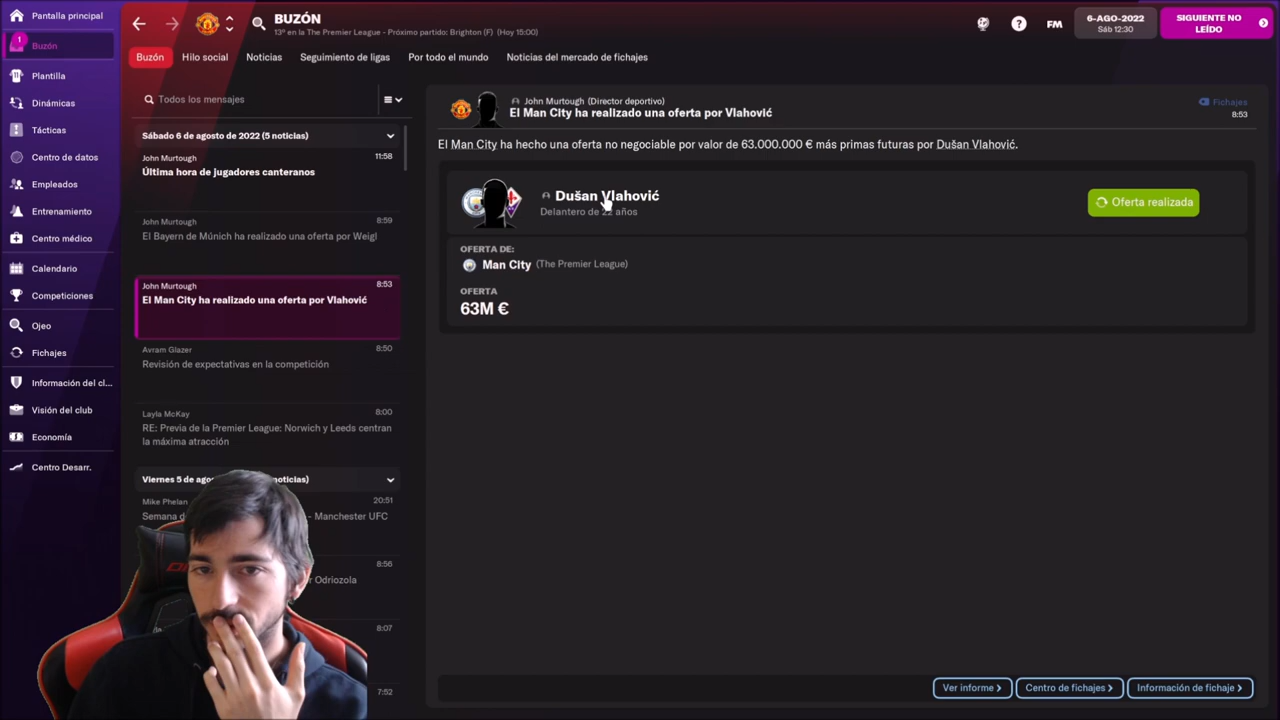 Pantalla principal
1
Buzón
Plantilla
Dinámicas
Tácticas
Centro de datos
Empleados
Entrenamiento
Centro médico
Calendario
Competiciones
Ojeo
Fichajes
Información del cl...
Visión del club
Economía
Centro Desarr.
BUZÓN
13º en la The Premier League - Próximo partido: Brighton (F) (Hoy 15:00)
?
FM
6-AGO-2022
Sáb 12:30
SIGUIENTE NO LEÍDO
Buzón
Hilo social
Noticias
Seguimiento de ligas
Por todo el mundo
Noticias del mercado de fichajes
Todos los mensajes
Sábado 6 de agosto de 2022 (5 noticias)
John Murtough
11:58
Última hora de jugadores canteranos
John Murtough
8:59
El Bayern de Múnich ha realizado una oferta por Weigl
John Murtough
8:53
El Man City ha realizado una oferta por Vlahović
Avram Glazer
8:50
Revisión de expectativas en la competición
Layla McKay
8:00
RE: Previa de la Premier League: Norwich y Leeds centran
la máxima atracción
Viernes 5 de ago noticias)
Mike Phelan
20:51
Semana d - Manchester UFC
8:56
r Odriozola
8:07
7:52
John Murtough (Director deportivo)
El Man City ha realizado una oferta por Vlahović
Fichajes
8:53
El Man City ha hecho una oferta no negociable por valor de 63.000.000 € más primas futuras por Dušan Vlahović.
Dušan Vlahović
Delantero de 22 años
Oferta realizada
OFERTA DE:
Man City (The Premier League)
OFERTA
63M €
Ver informe
Centro de fichajes
Información de fichaje